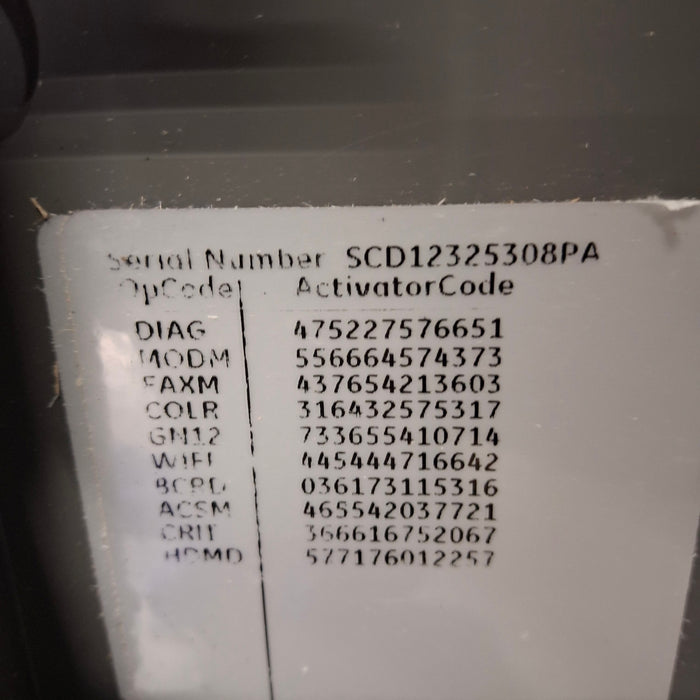 Serial Number SCD12325308PA
OpCode ActivatorCode
DIAG 475227576651
MODM 556664574373
FAXM 437654213603
COLR 316432575317
GN12 733655410714
WIFI 445444716642
BCRD 036173115316
ACSM 465542037721
CRIT 366616752067
HDMD 577176012257